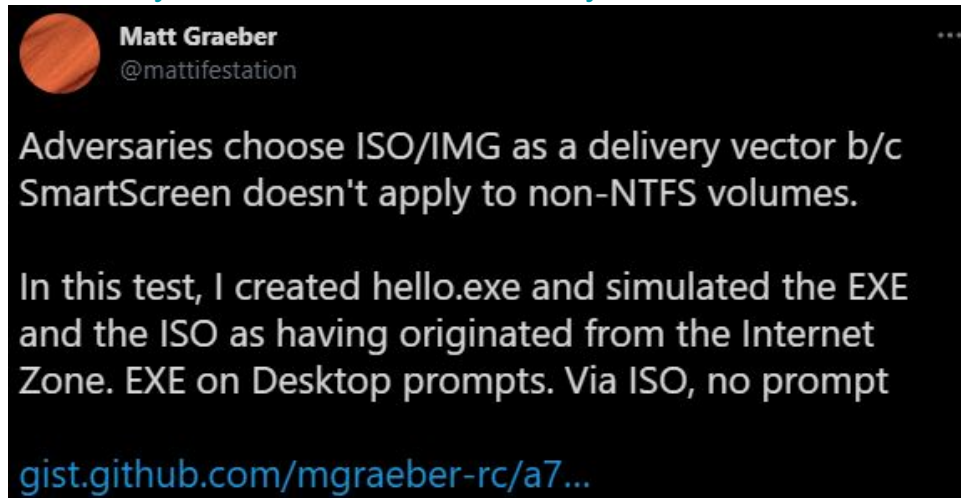 Matt Graeber
@mattifestation
Adversaries choose ISO/IMG as a delivery vector b/c
SmartScreen doesn't apply to non-NTFS volumes.
In this test, I created hello.exe and simulated the EXE
and the ISO as having originated from the Internet
Zone. EXE on Desktop prompts. Via ISO, no prompt
gist.github.com/mgraeber-rc/a7...